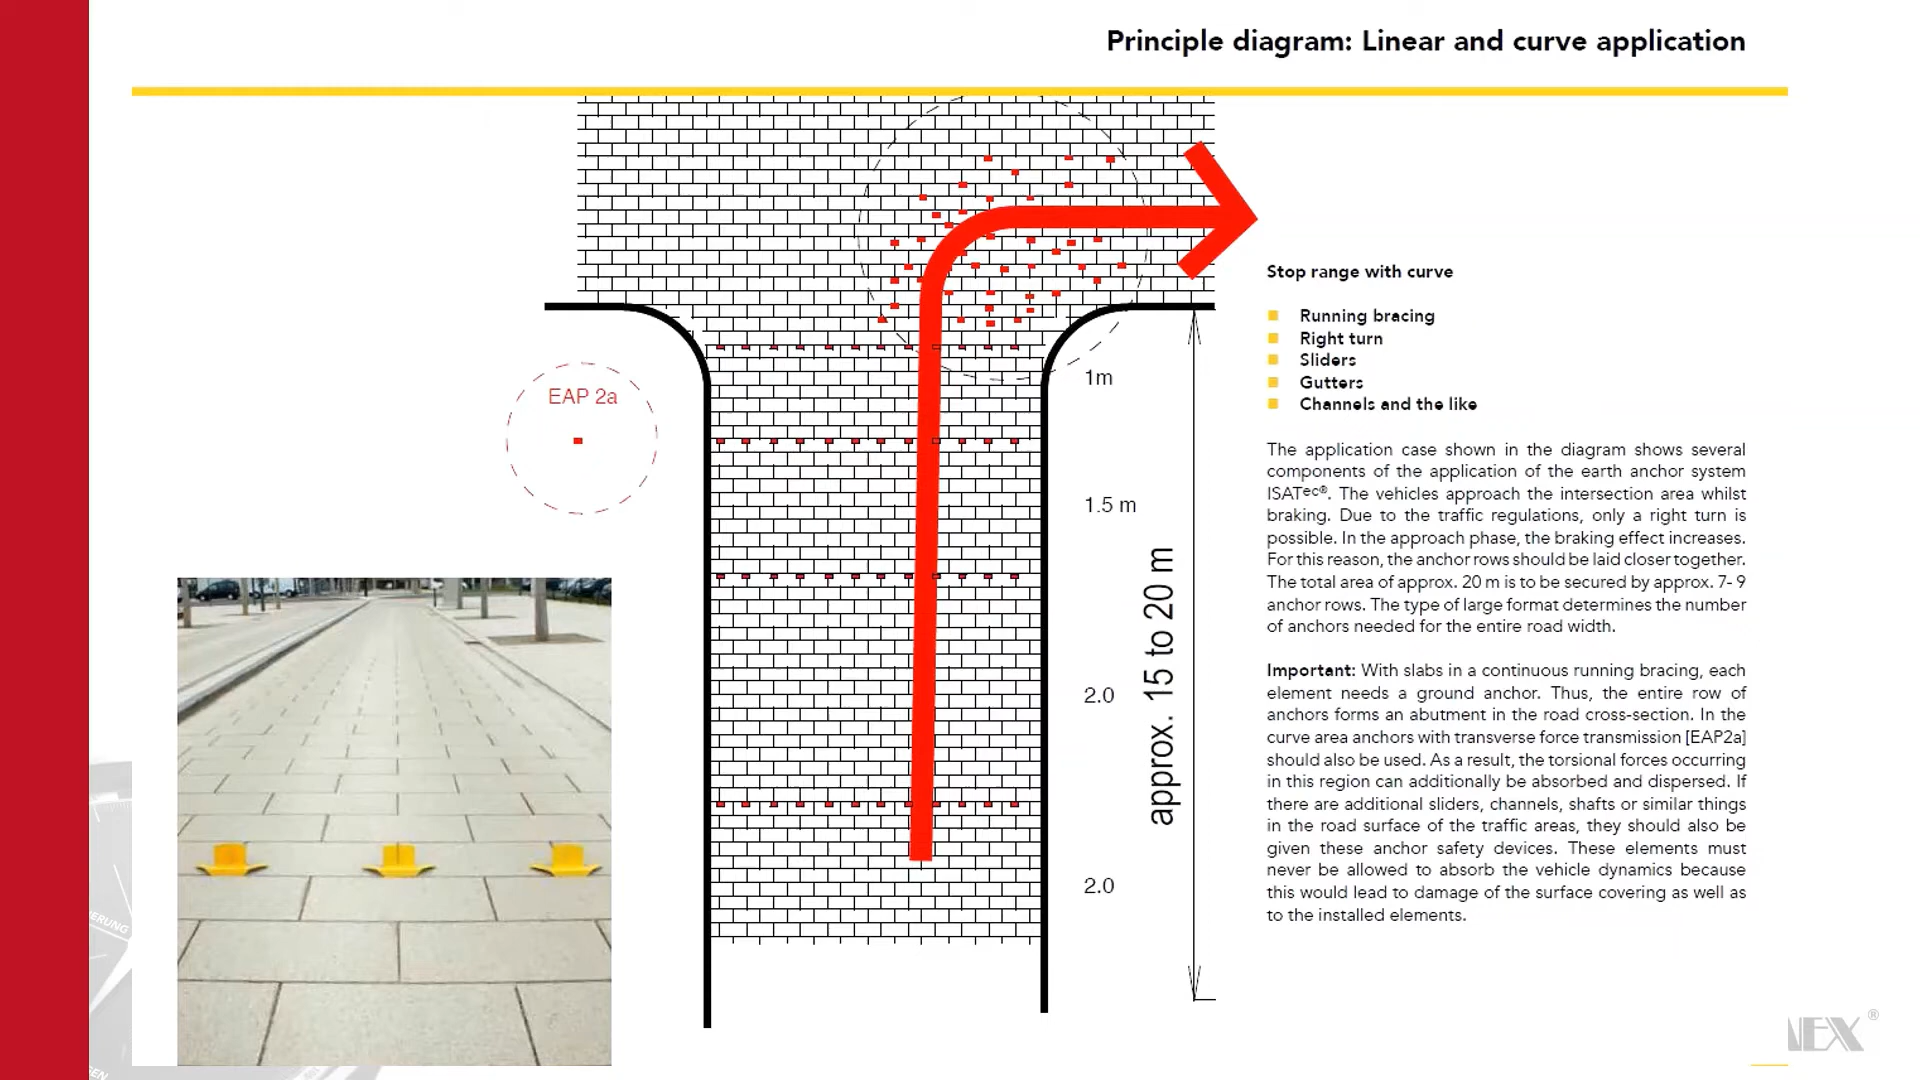 Principle diagram: Linear and curve application
EAP 2a
1m
1.5 m
2.0
2.0
approx. 15 to 20 m
Stop range with curve
Running bracing
Right turn
Sliders
Gutters
Channels and the like
The application case shown in the diagram shows several
components of the application of the earth anchor system
ISATec®. The vehicles approach the intersection area whilst
braking. Due to the traffic regulations, only a right turn is
possible. In the approach phase, the braking effect increases.
For this reason, the anchor rows should be laid closer together.
The total area of approx. 20 m is to be secured by approx. 7- 9
anchor rows. The type of large format determines the number
of anchors needed for the entire road width.
Important: With slabs in a continuous running bracing, each
element needs a ground anchor. Thus, the entire row of
anchors forms an abutment in the road cross-section. In the
curve area anchors with transverse force transmission [EAP2a]
should also be used. As a result, the torsional forces occurring
in this region can additionally be absorbed and dispersed. If
there are additional sliders, channels, shafts or similar things
in the road surface of the traffic areas, they should also be
given these anchor safety devices. These elements must
never be allowed to absorb the vehicle dynamics because
this would lead to damage of the surface covering as well as
to the installed elements.